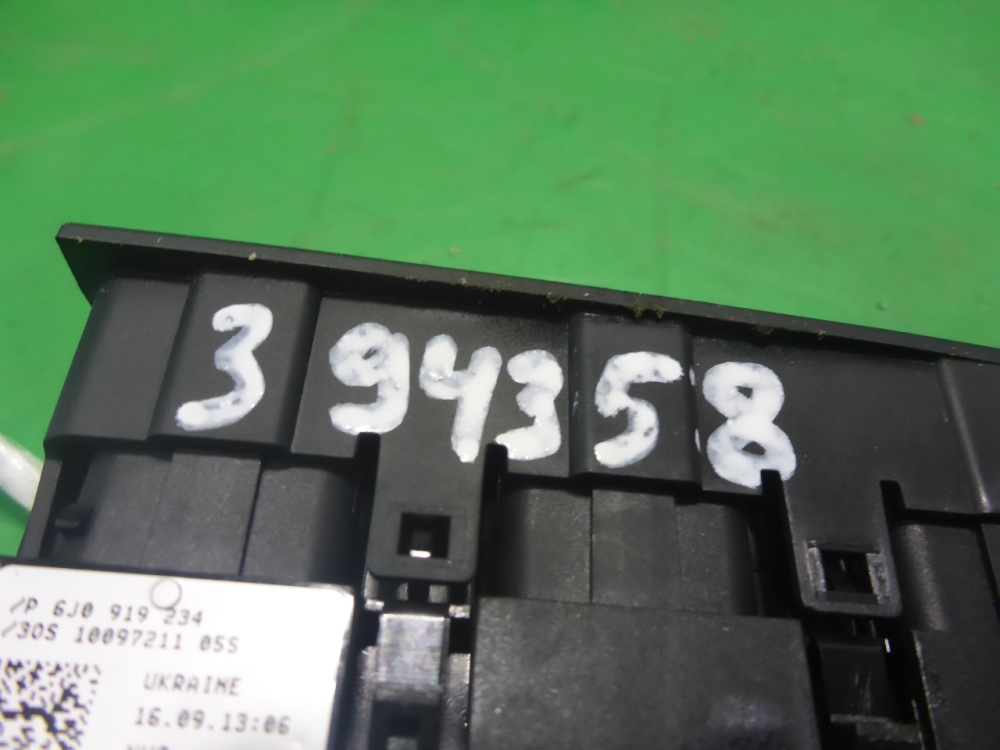 394358
/P 6J0 919 234
/30S 10097211 05S
UKRAINE
16.09.13:06